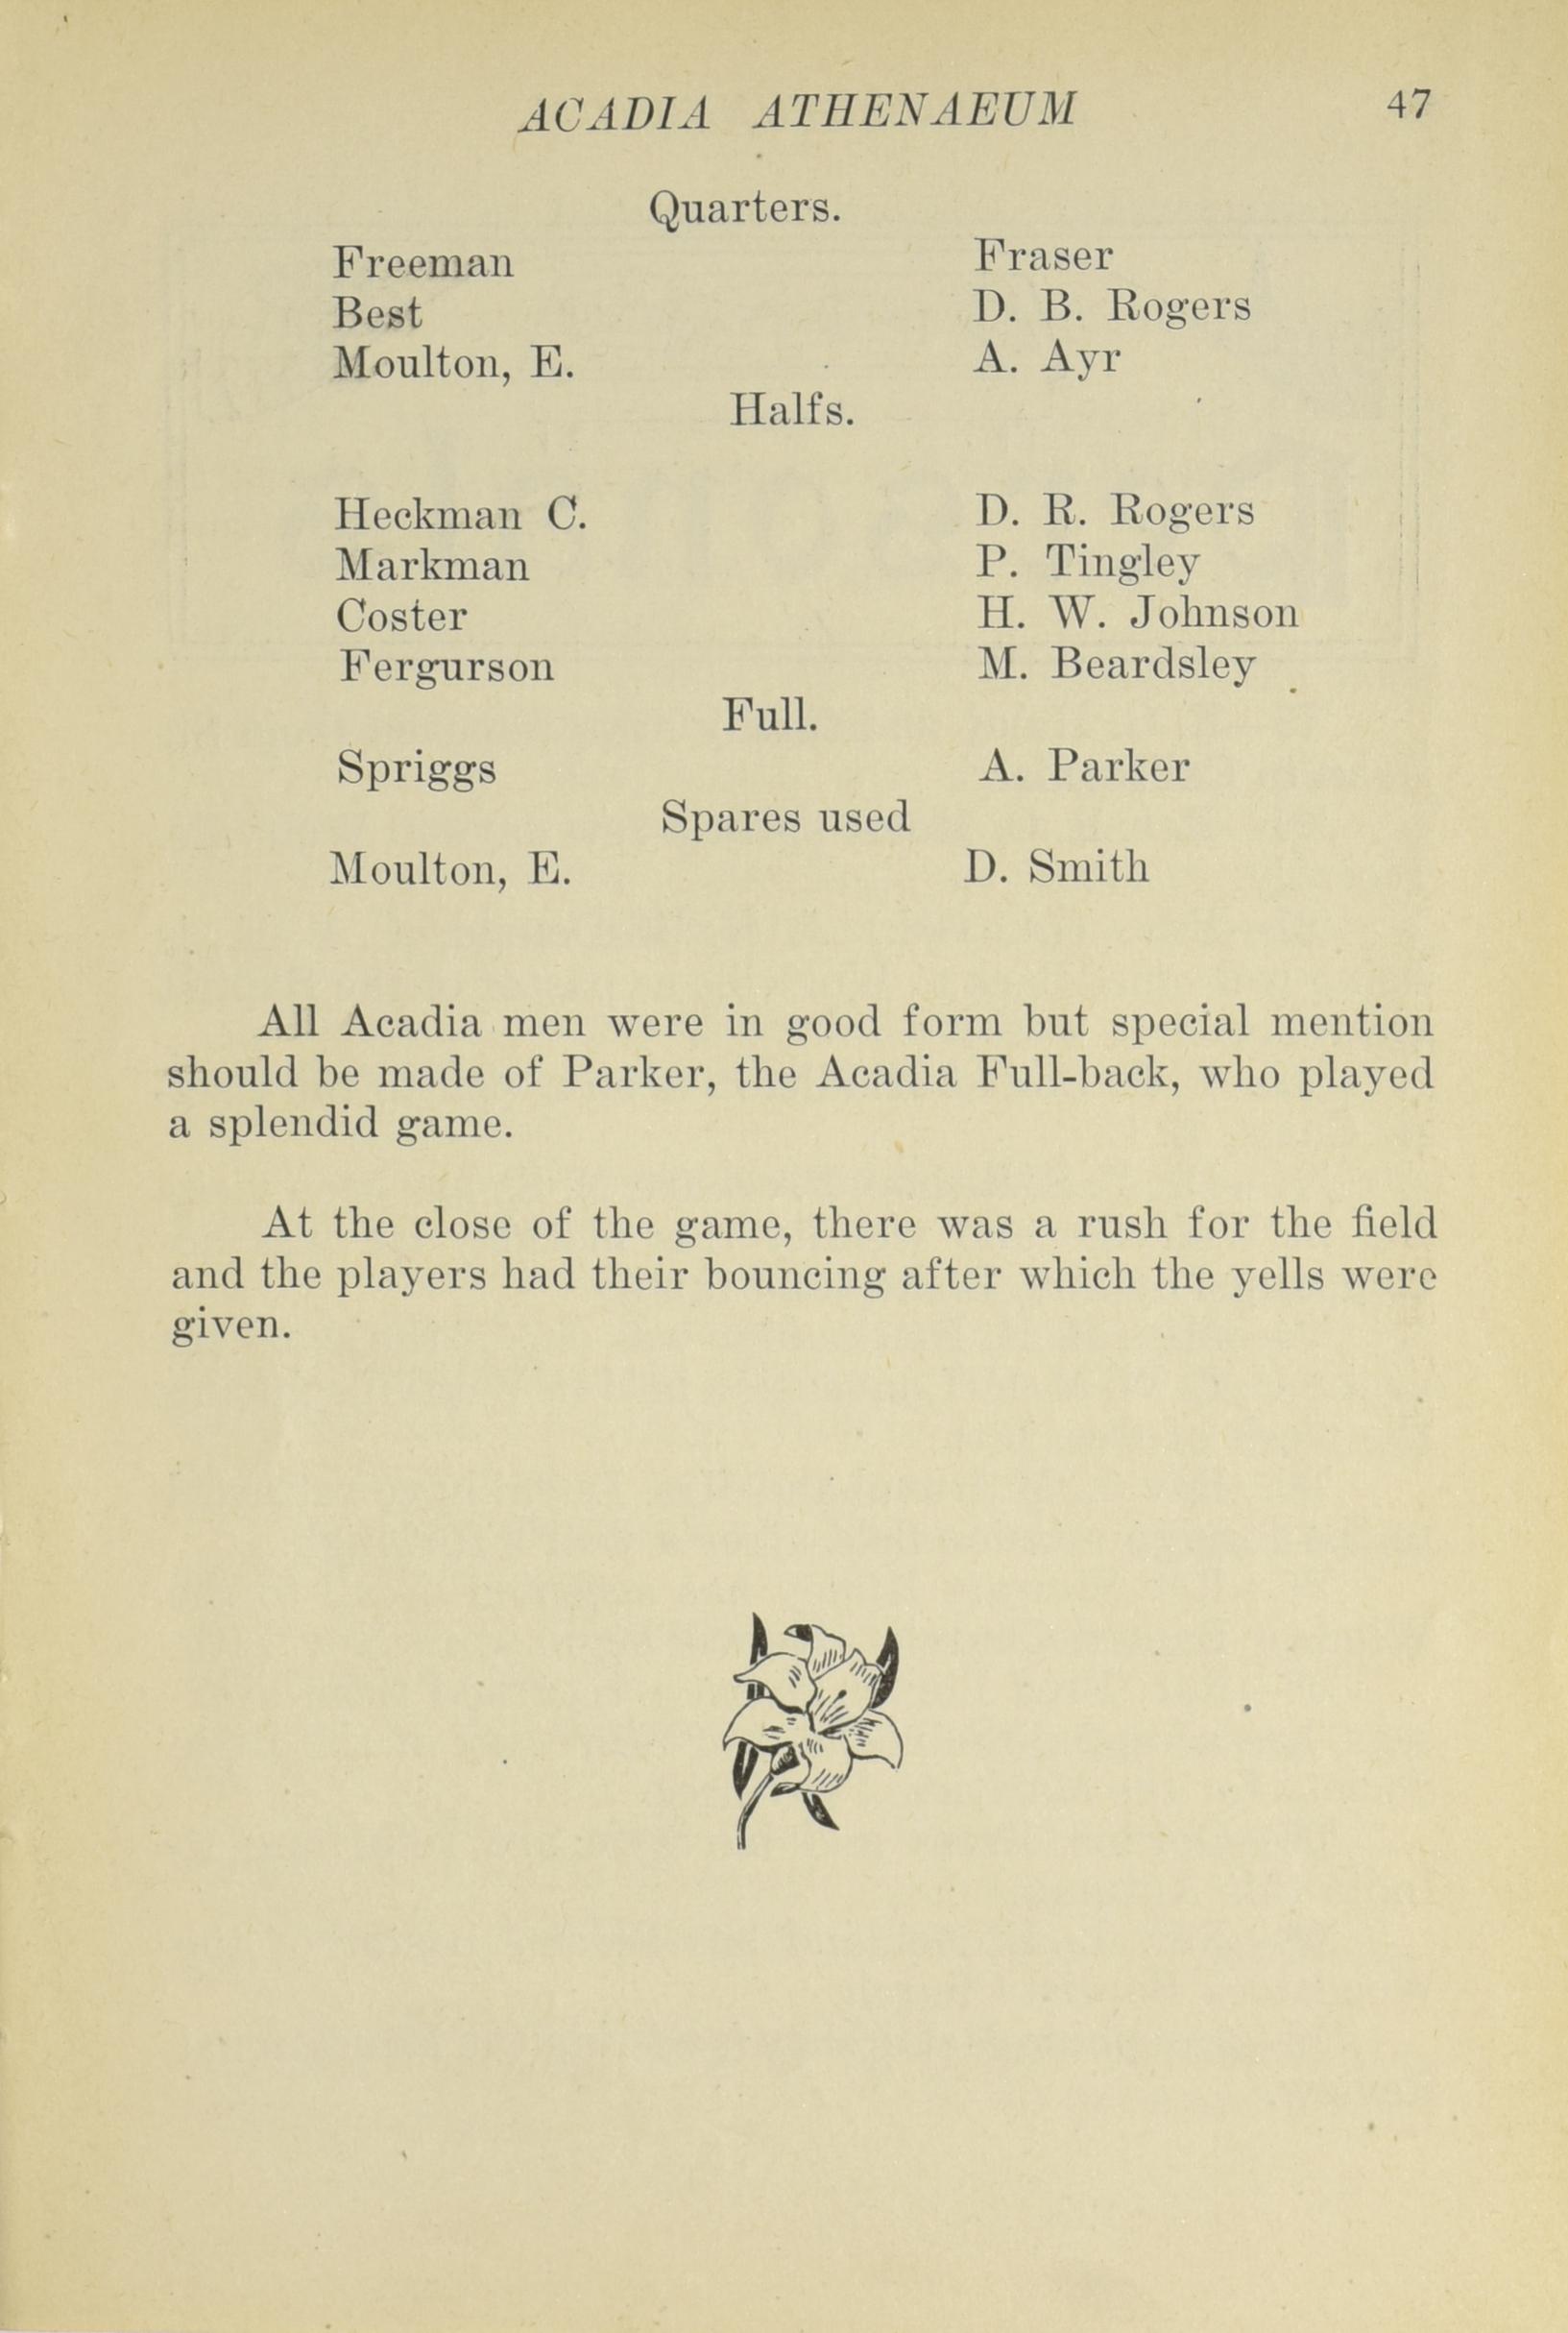 ACADIA ATHENAEUM 47
Quarters.
Freeman Fraser
Best D. B. Rogers
Moulton, E. A. Ayr
Halfs.
Heckman C. D. R. Rogers
Markman P. Tingley
Coster H. W. Johnson
Fergurson M. Beardsley
Full.
Spriggs A. Parker
Spares used
Moulton, E. D. Smith
All Acadia men were in good form but special mention
should be made of Parker, the Acadia Full-back, who played
a splendid game.
At the close of the game, there was a rush for the field
and the players had their bouncing after which the yells were
given.